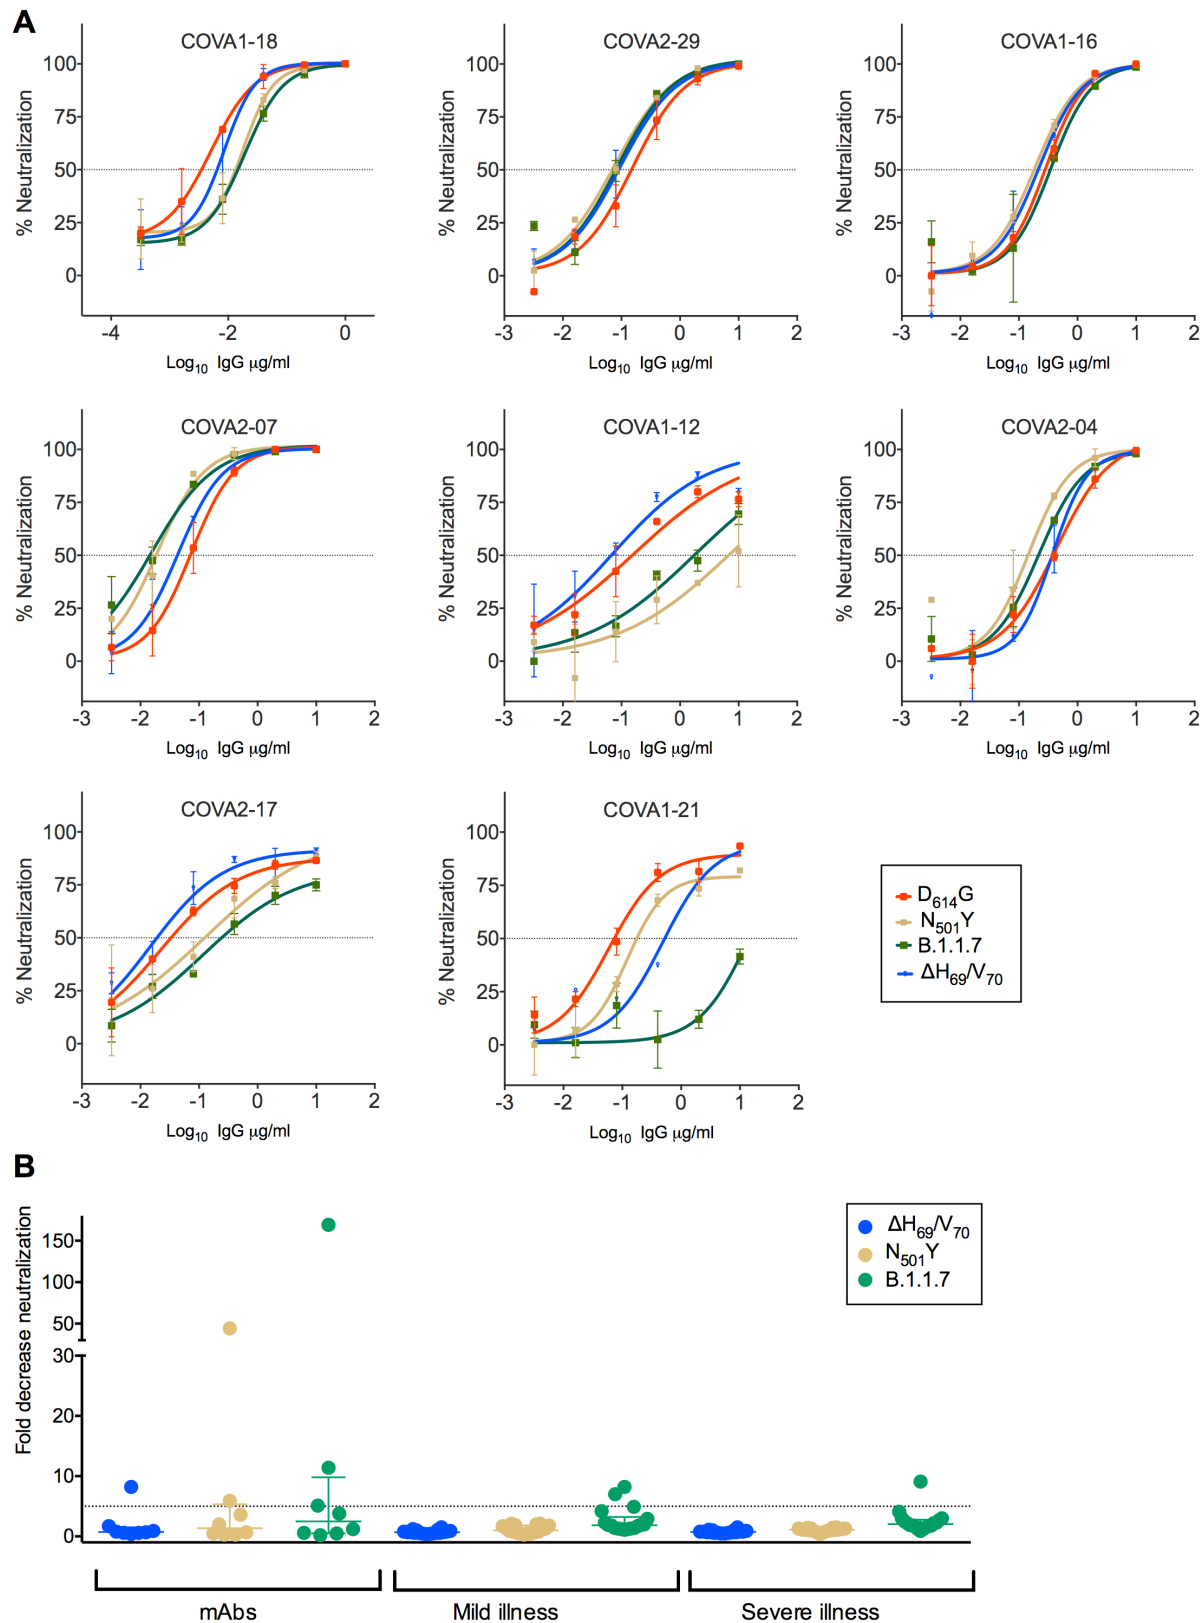 A
COVA1-18
COVA2-29
COVA1-16
% Neutralization
100
75
50
25
0
-4
-2
0
Log10 IgG µg/ml
% Neutralization
100
75
50
25
0
-3
-2
-1
0
1
2
Log10 IgG µg/ml
% Neutralization
100
75
50
25
0
-3
-2
-1
0
1
2
Log10 IgG µg/ml
COVA2-07
COVA1-12
COVA2-04
% Neutralization
100
75
50
25
0
-3
-2
-1
0
1
2
Log10 IgG µg/ml
% Neutralization
100
75
50
25
0
-3
-2
-1
0
1
2
Log10 IgG µg/ml
% Neutralization
100
75
50
25
0
-3
-2
-1
0
1
2
Log10 IgG µg/ml
COVA2-17
COVA1-21
% Neutralization
100
75
50
25
0
-3
-2
-1
0
1
2
Log10 IgG µg/ml
% Neutralization
100
75
50
25
0
-3
-2
-1
0
1
2
Log10 IgG µg/ml
D614G
N501Y
B.1.1.7
ΔH69/V70
B
Fold decrease neutralization
150
100
50
30
20
10
0
ΔH69/V70
N501Y
B.1.1.7
mAbs
Mild illness
Severe illness